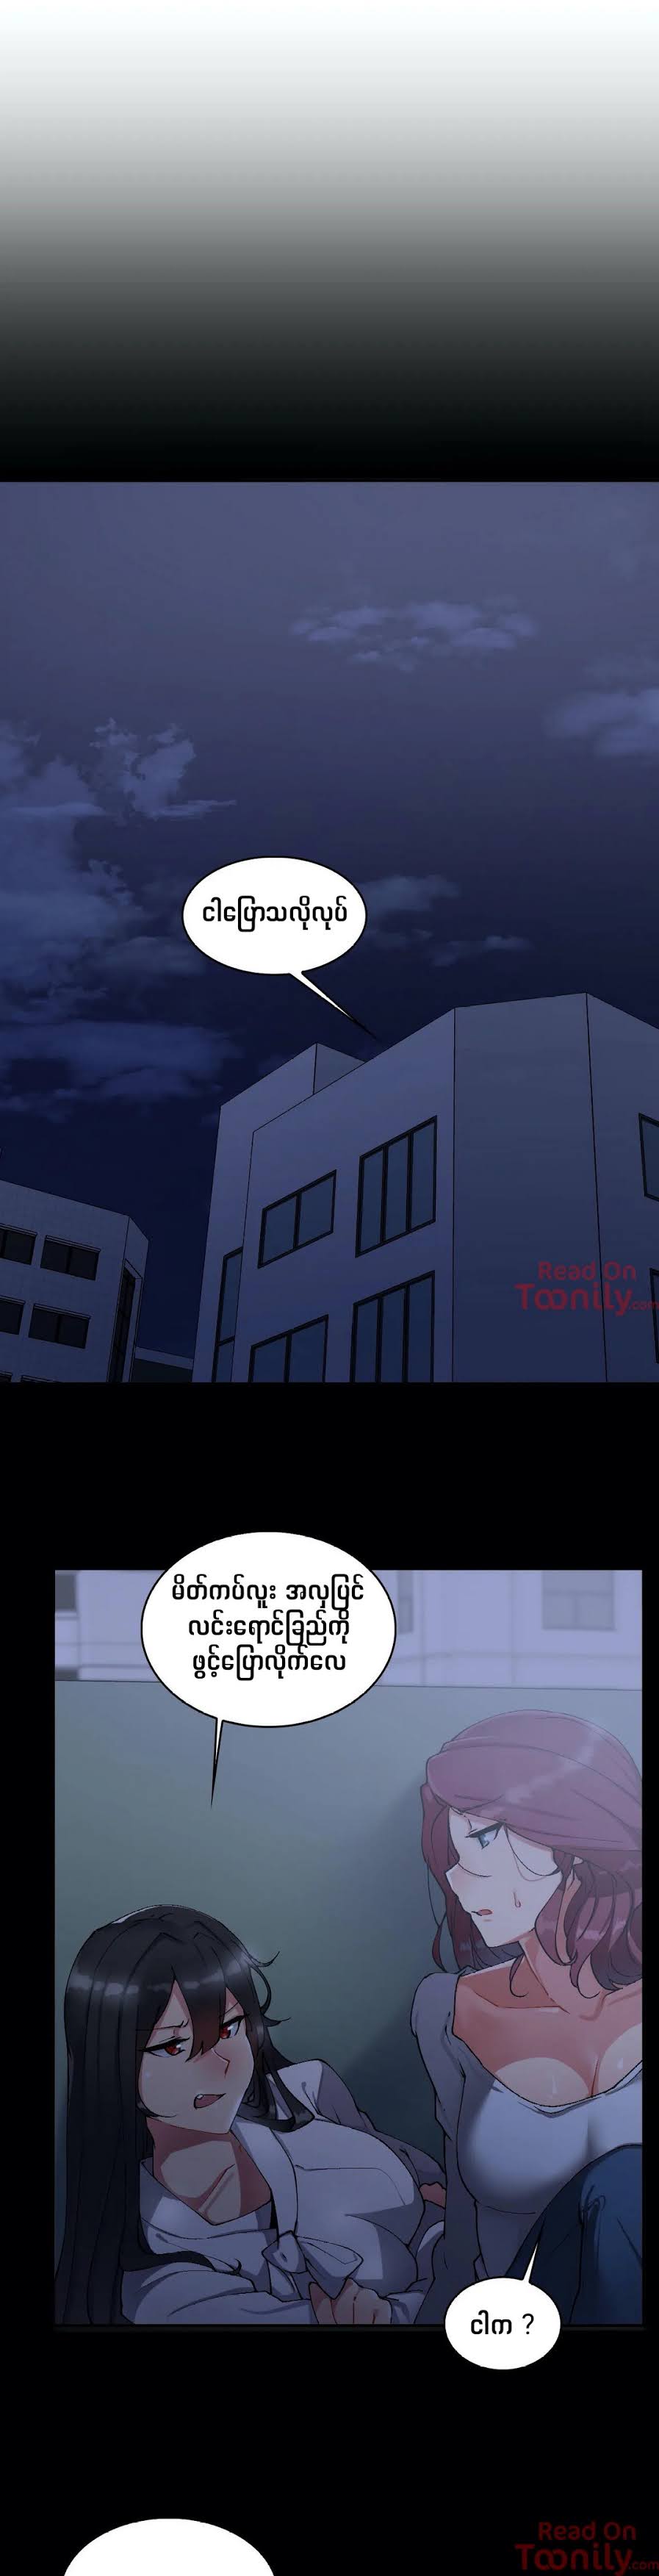 ငါပြောသလိုလုပ်
Read On
Toonily.com
မိတ်ကပ်လူး အလှပြင်
လင်းရောင်ခြည်ကို
ဖွင့်ပြောလိုက်လေ
ငါက ?
Read On
Toonily.com